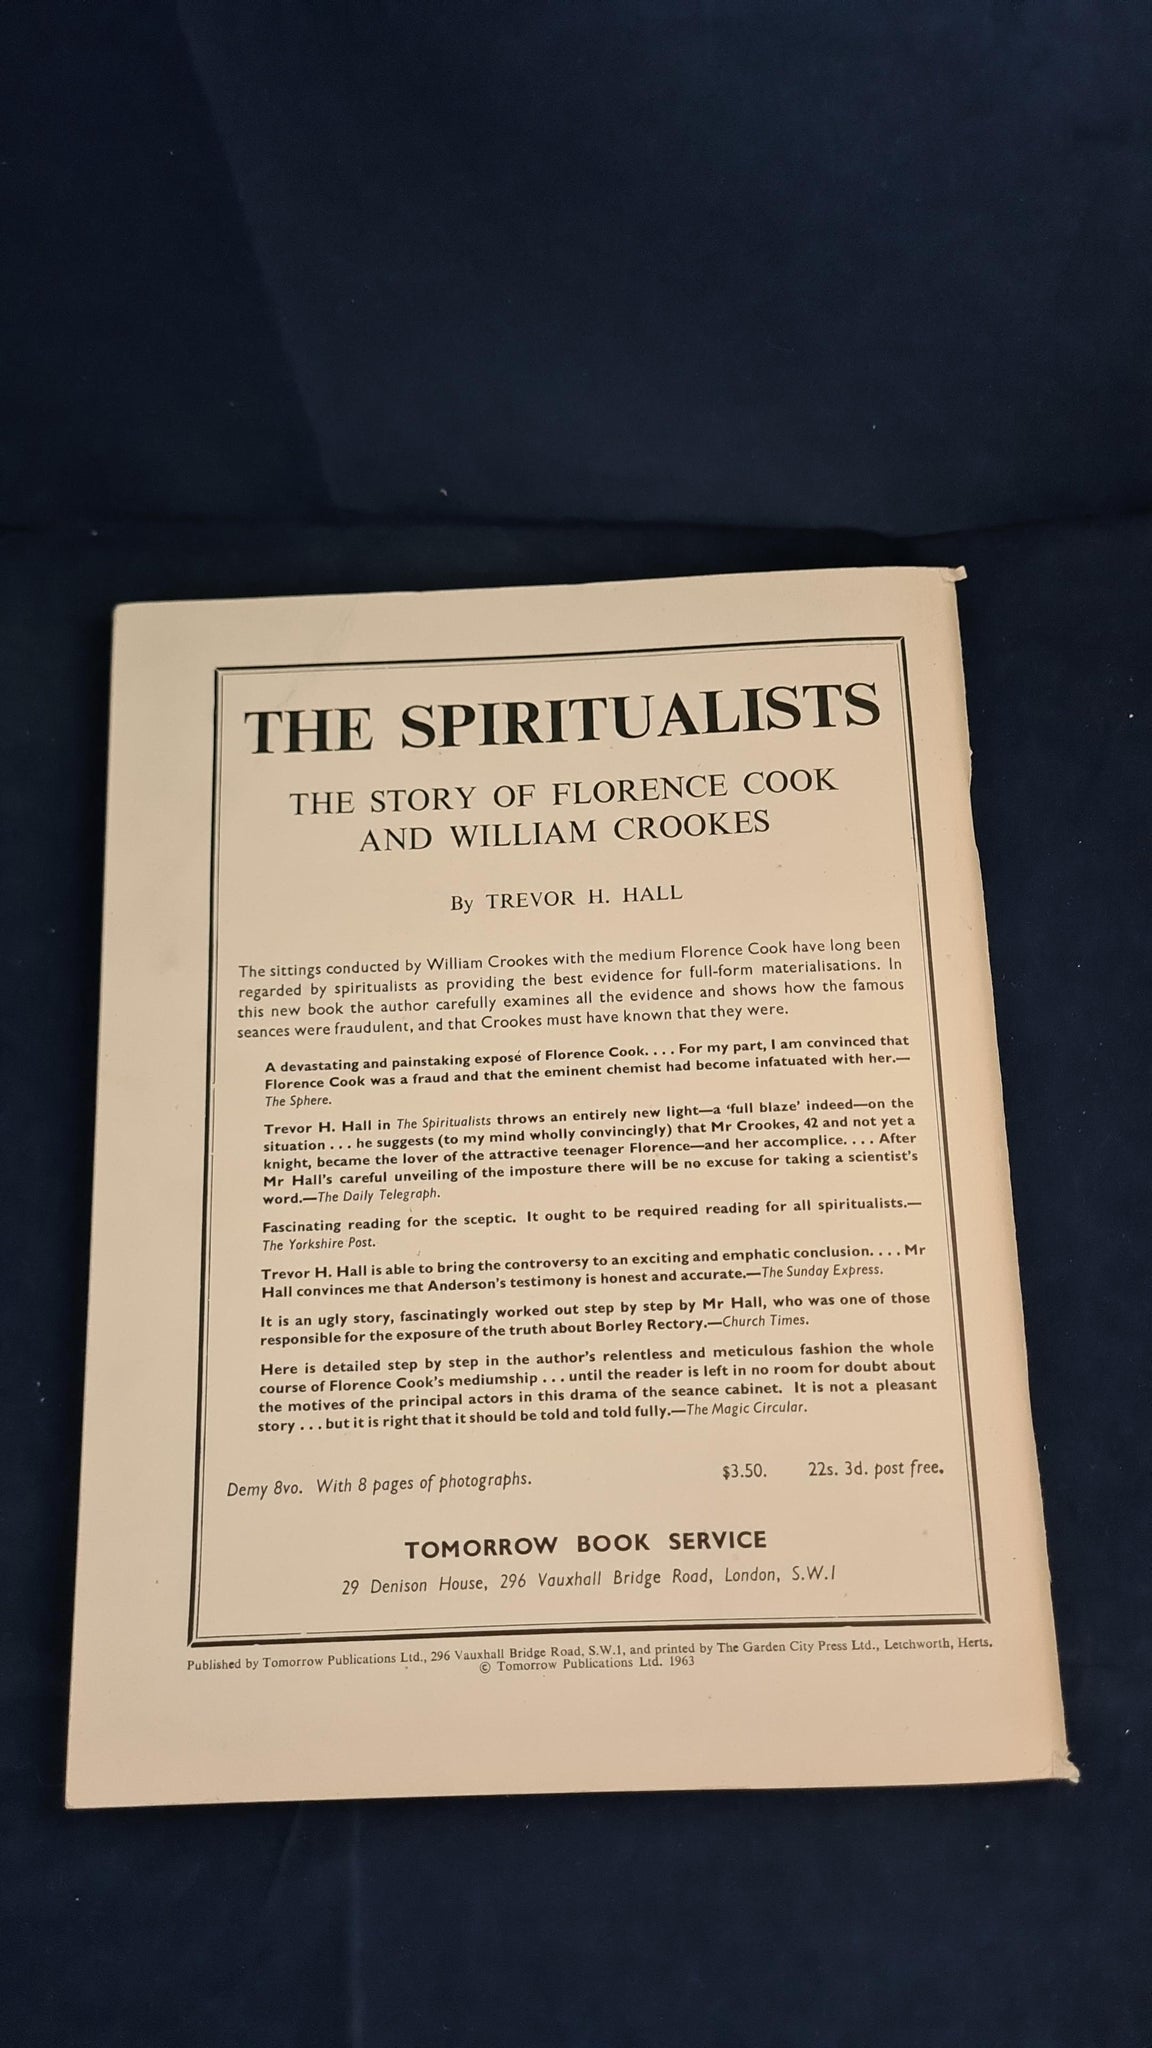 THE SPIRITUALISTS
THE STORY OF FLORENCE COOK
AND WILLIAM CROOKES
By TREVOR H. HALL
The sittings conducted by William Crookes with the medium Florence Cook have long been
regarded by spiritualists as providing the best evidence for full-form materialisations. In
this new book the author carefully examines all the evidence and shows how the famous
seances were fraudulent, and that Crookes must have known that they were.
A devastating and painstaking exposé of Florence Cook. . . . For my part, I am convinced that
Florence Cook was a fraud and that the eminent chemist had become infatuated with her.—
The Sphere.
Trevor H. Hall in The Spiritualists throws an entirely new light—a 'full blaze' indeed—on the
situation . . . he suggests (to my mind wholly convincingly) that Mr Crookes, 42 and not yet a
knight, became the lover of the attractive teenager Florence—and her accomplice. . . . After
Mr Hall's careful unveiling of the imposture there will be no excuse for taking a scientist's
word.—The Daily Telegraph.
Fascinating reading for the sceptic. It ought to be required reading for all spiritualists.—
The Yorkshire Post.
Trevor H. Hall is able to bring the controversy to an exciting and emphatic conclusion. . . . Mr
Hall convinces me that Anderson's testimony is honest and accurate.—The Sunday Express.
It is an ugly story, fascinatingly worked out step by step by Mr Hall, who was one of those
responsible for the exposure of the truth about Borley Rectory.—Church Times.
Here is detailed step by step in the author's relentless and meticulous fashion the whole
course of Florence Cook's mediumship . . . until the reader is left in no room for doubt about
the motives of the principal actors in this drama of the seance cabinet. It is not a pleasant
story . . . but it is right that it should be told and told fully.—The Magic Circular.
Demy 8vo. With 8 pages of photographs. $3.50. 22s. 3d. post free.
TOMORROW BOOK SERVICE
29 Denison House, 296 Vauxhall Bridge Road, London, S.W.1
Published by Tomorrow Publications Ltd., 296 Vauxhall Bridge Road, S.W.1, and printed by The Garden City Press Ltd., Letchworth, Herts.
© Tomorrow Publications Ltd. 1963